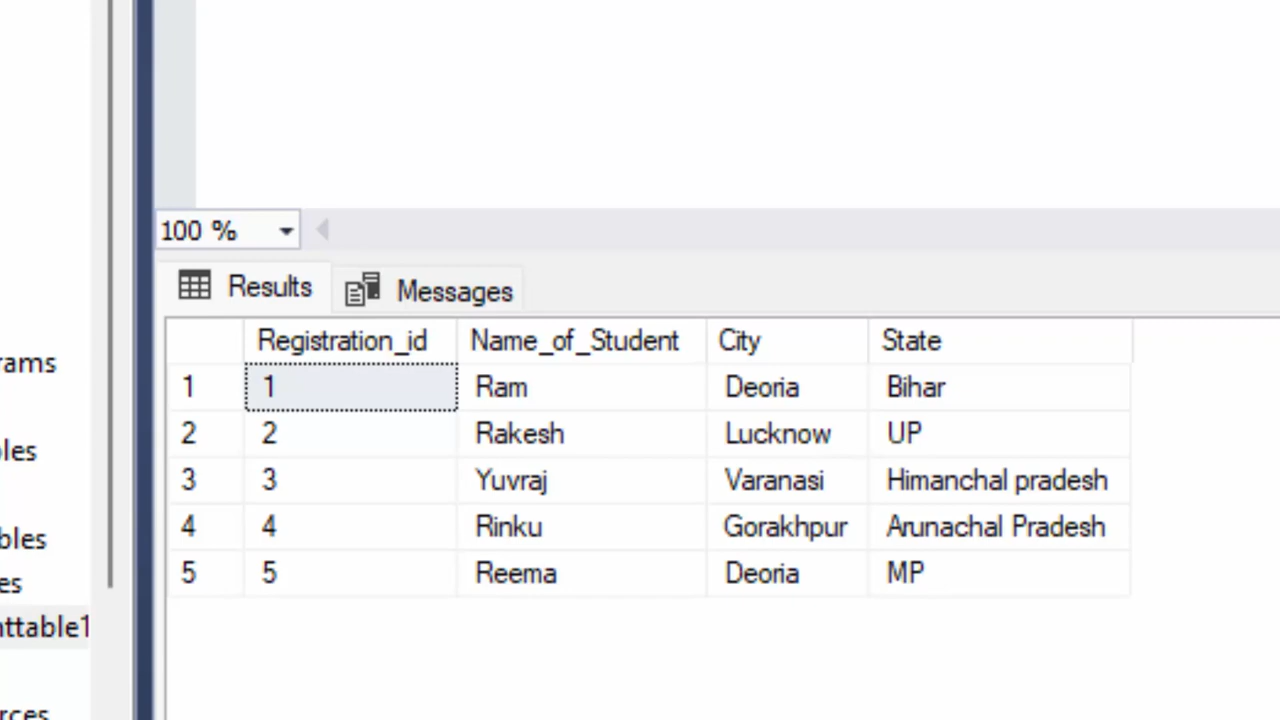 100 %
Results Messages
Registration_id Name_of_Student City State
1 1 Ram Deoria Bihar
2 2 Rakesh Lucknow UP
3 3 Yuvraj Varanasi Himanchal pradesh
4 4 Rinku Gorakhpur Arunachal Pradesh
5 5 Reema Deoria MP
rams
les
bles
es
nttable1
rces